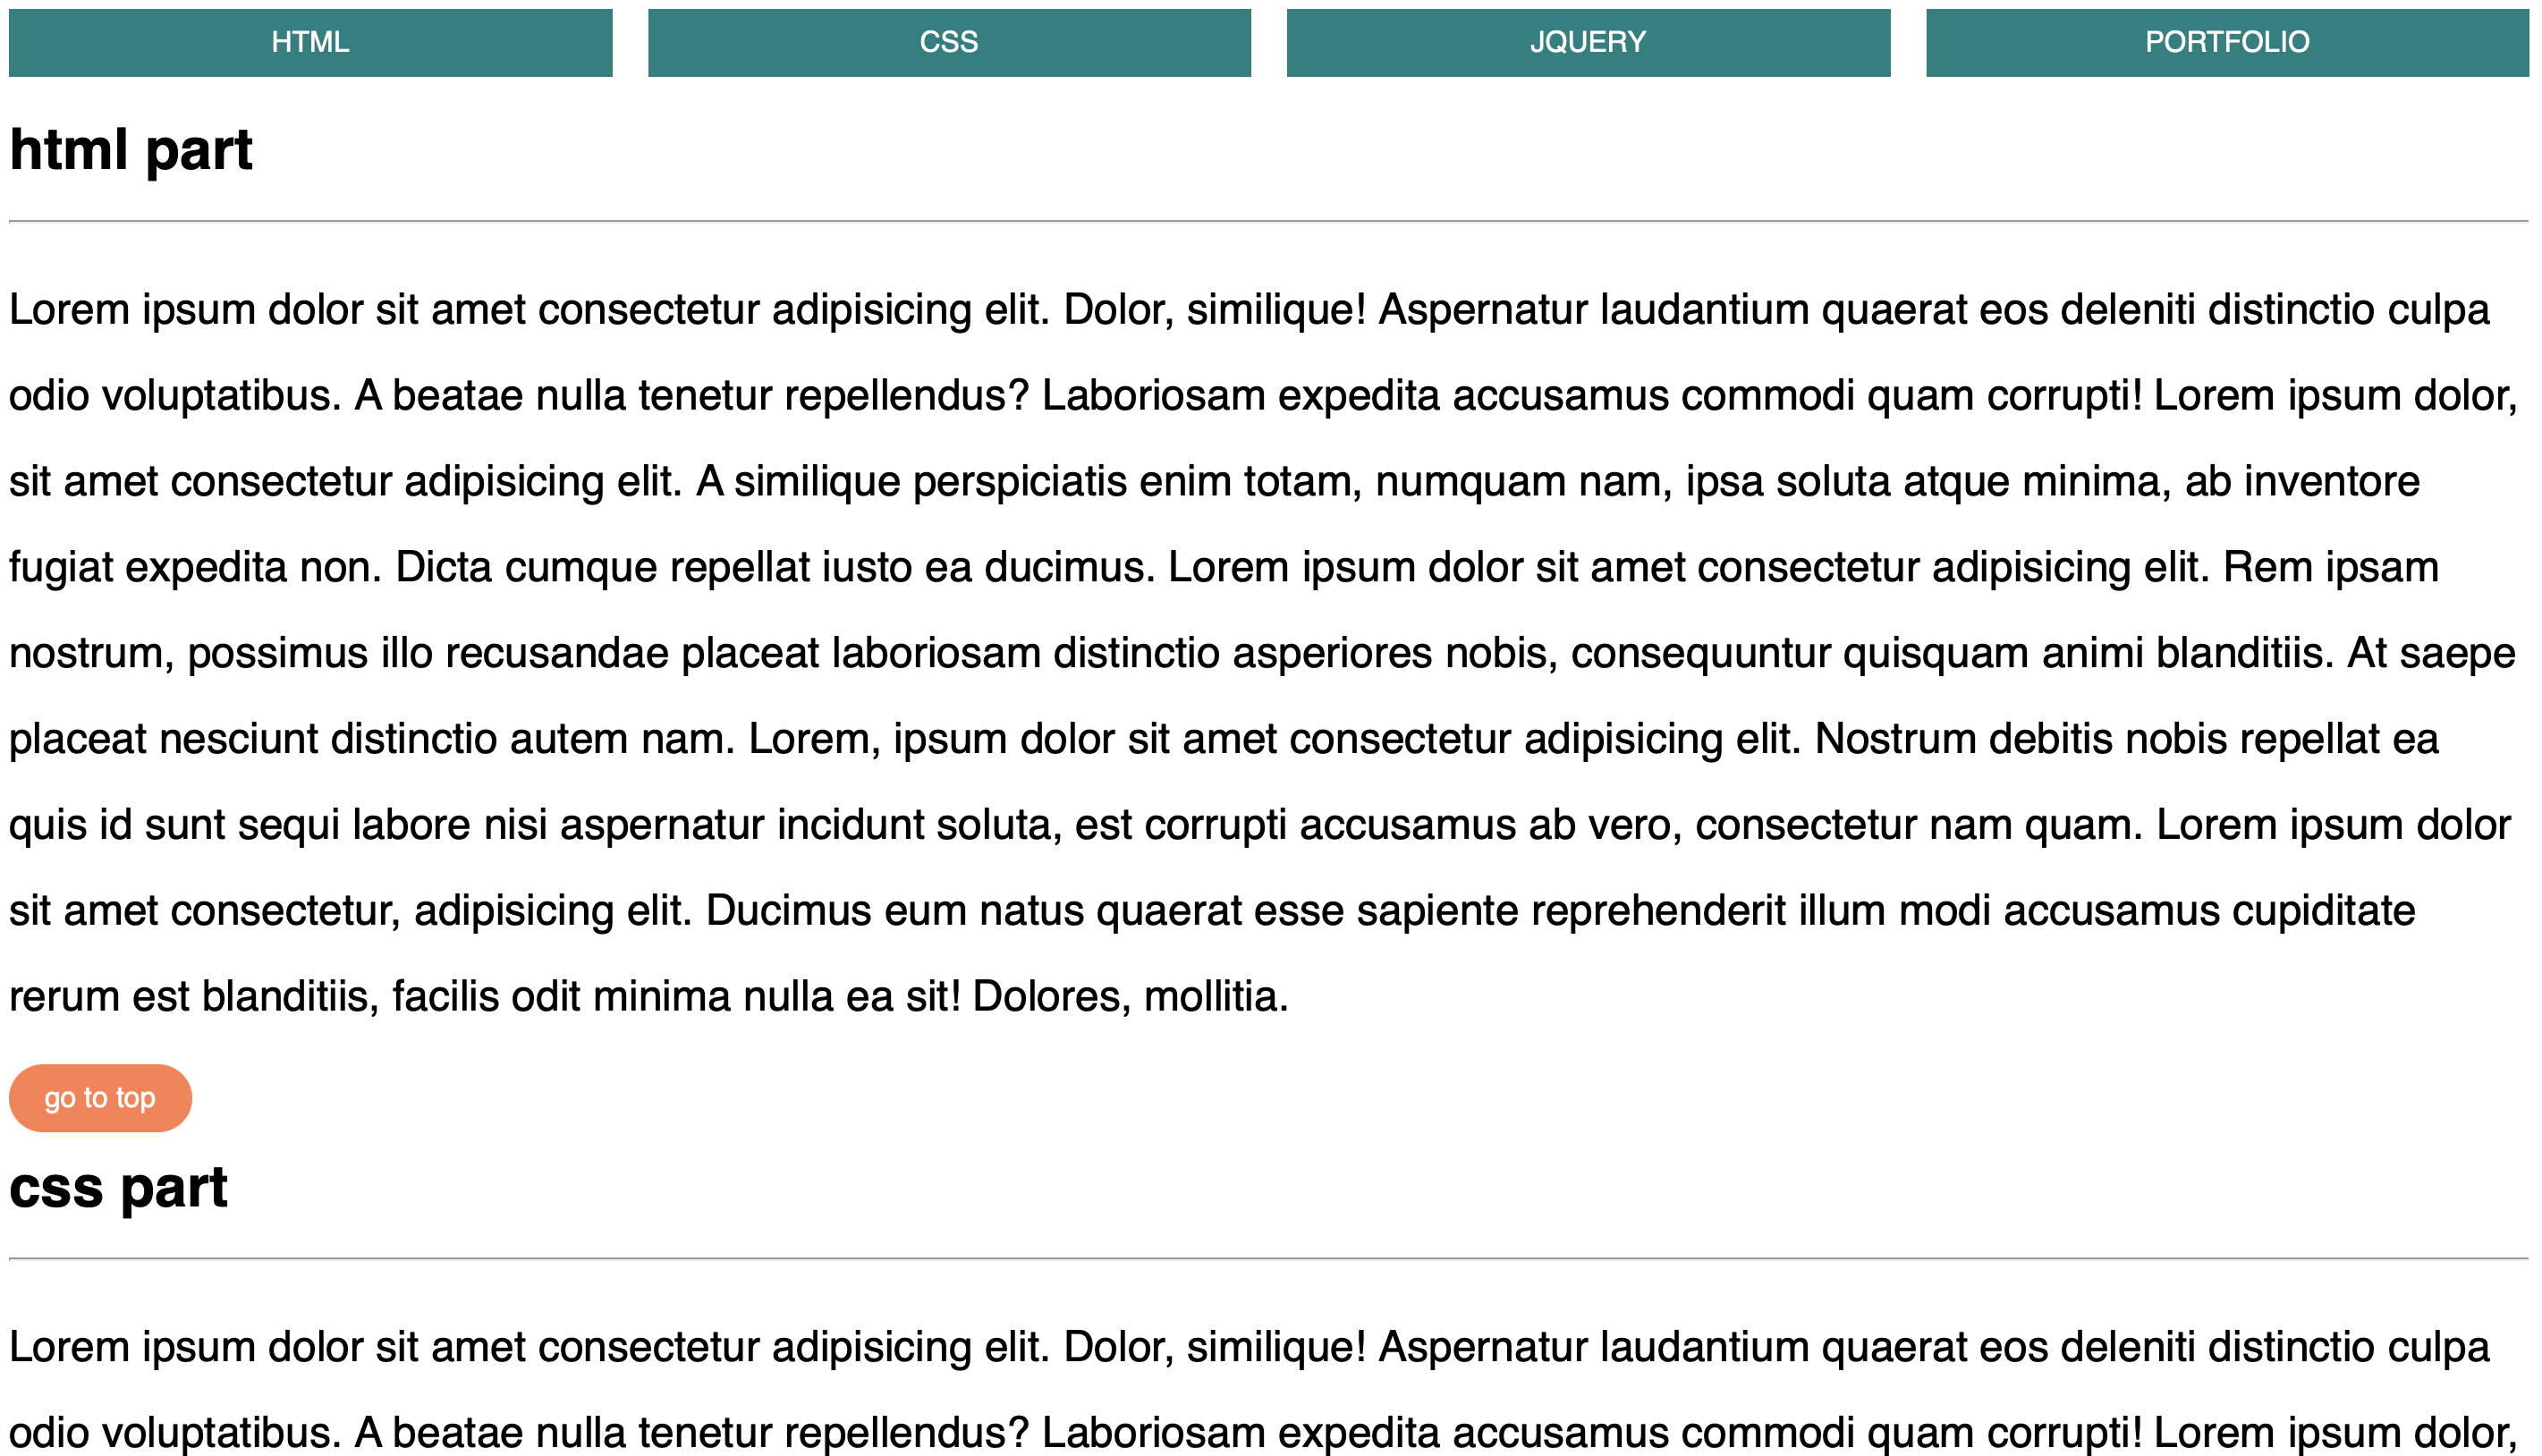 HTML CSS JQUERY PORTFOLIO
html part
Lorem ipsum dolor sit amet consectetur adipisicing elit. Dolor, similique! Aspernatur laudantium quaerat eos deleniti distinctio culpa
odio voluptatibus. A beatae nulla tenetur repellendus? Laboriosam expedita accusamus commodi quam corrupti! Lorem ipsum dolor,
sit amet consectetur adipisicing elit. A similique perspiciatis enim totam, numquam nam, ipsa soluta atque minima, ab inventore
fugiat expedita non. Dicta cumque repellat iusto ea ducimus. Lorem ipsum dolor sit amet consectetur adipisicing elit. Rem ipsam
nostrum, possimus illo recusandae placeat laboriosam distinctio asperiores nobis, consequuntur quisquam animi blanditiis. At saepe
placeat nesciunt distinctio autem nam. Lorem, ipsum dolor sit amet consectetur adipisicing elit. Nostrum debitis nobis repellat ea
quis id sunt sequi labore nisi aspernatur incidunt soluta, est corrupti accusamus ab vero, consectetur nam quam. Lorem ipsum dolor
sit amet consectetur, adipisicing elit. Ducimus eum natus quaerat esse sapiente reprehenderit illum modi accusamus cupiditate
rerum est blanditiis, facilis odit minima nulla ea sit! Dolores, mollitia.
go to top
css part
Lorem ipsum dolor sit amet consectetur adipisicing elit. Dolor, similique! Aspernatur laudantium quaerat eos deleniti distinctio culpa
odio voluptatibus. A beatae nulla tenetur repellendus? Laboriosam expedita accusamus commodi quam corrupti! Lorem ipsum dolor,